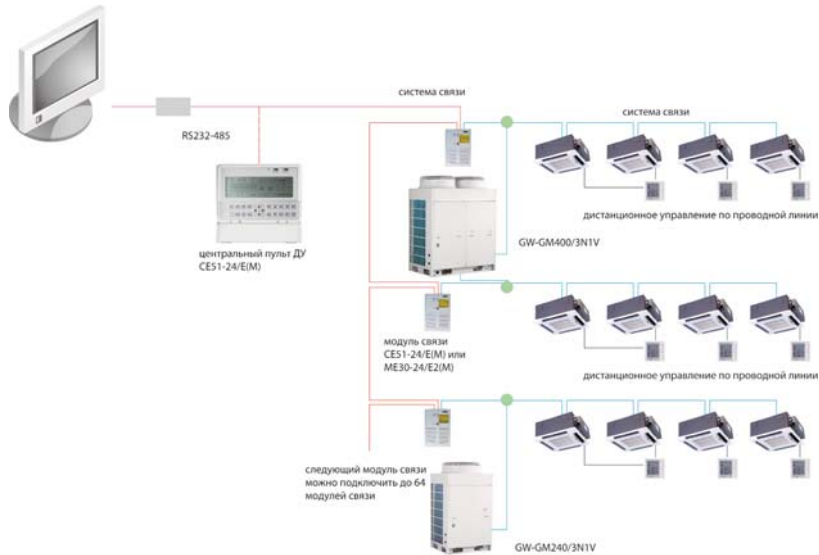 система связи
система связи
RS232-485
дистанционное управление по проводной линии
GW-GM400/3N1V
центральный пульт ДУ
CE51-24/E(M)
модуль связи
CE51-24/E(M) или
ME30-24/E2(M)
дистанционное управление по проводной линии
следующий модуль связи
можно подключить до 64
модулей связи
GW-GM240/3N1V